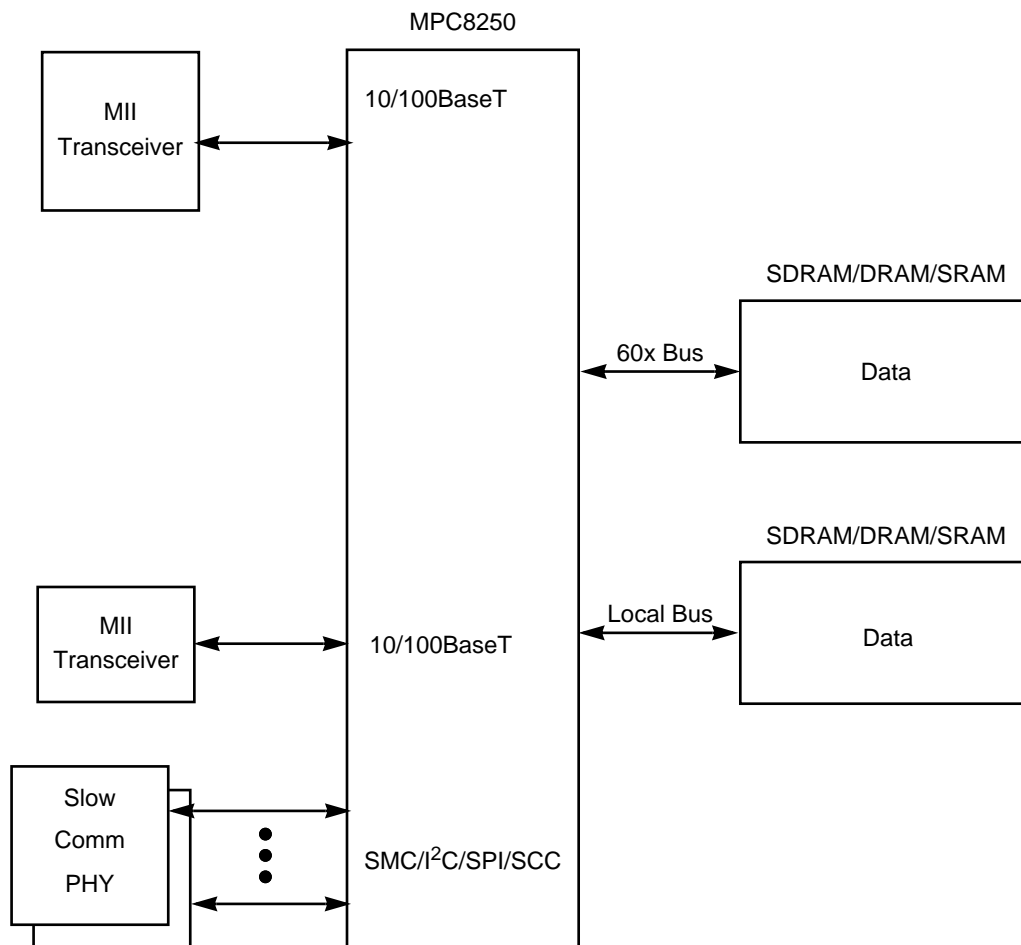 MPC8250
MII
Transceiver
10/100BaseT
SDRAM/DRAM/SRAM
60x Bus
Data
SDRAM/DRAM/SRAM
MII
Transceiver
10/100BaseT
Local Bus
Data
Slow
Comm
PHY
SMC/I²C/SPI/SCC